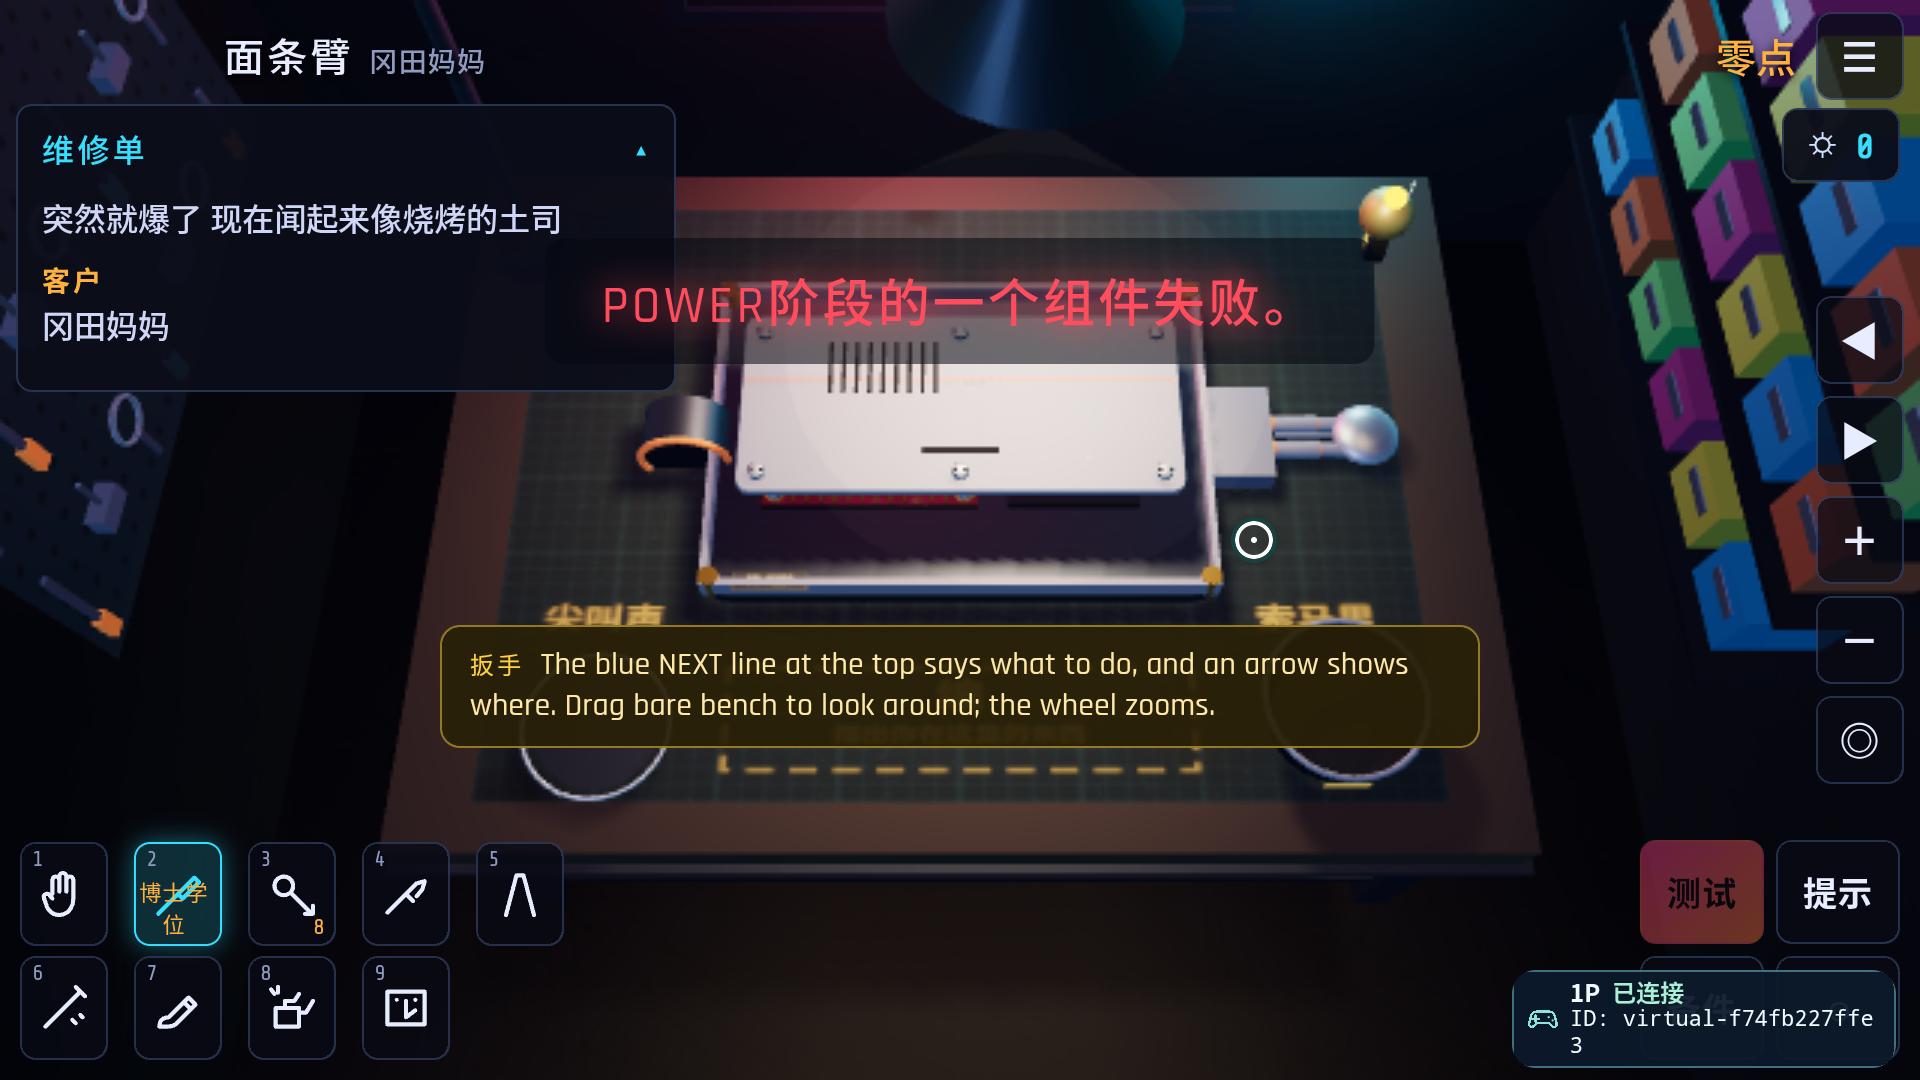 面条臂 冈田妈妈
零点
维修单
0
突然就爆了 现在闻起来像烧烤的土司
客户
冈田妈妈
POWER阶段的一个组件失败。
尖叫声
扳手 The blue NEXT line at the top says what to do, and an arrow shows
where. Drag bare bench to look around; the wheel zooms.
1
2
博士学
位
3
8
4
5
测试
提示
6
7
8
9
1P 已连接
ID: virtual-f74fb227ffe
3